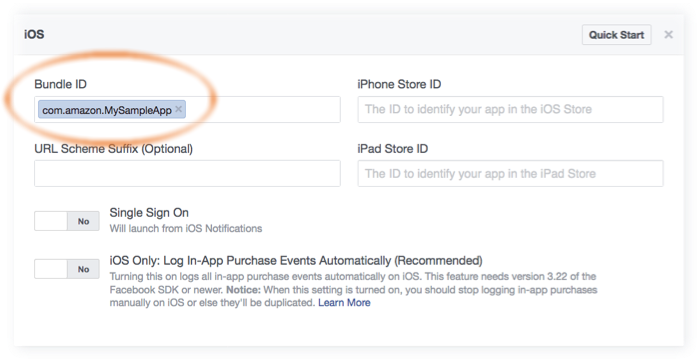 iOS
Quick Start ×
Bundle ID
com.amazon.MySampleApp ×
iPhone Store ID
The ID to identify your app in the iOS Store
URL Scheme Suffix (Optional)
iPad Store ID
The ID to identify your app in the iPad Store
No
Single Sign On
Will launch from iOS Notifications
No
iOS Only: Log In-App Purchase Events Automatically (Recommended)
Turning this on logs all in-app purchase events automatically on iOS. This feature needs version 3.22 of the
Facebook SDK or newer. Notice: When this setting is turned on, you should stop logging in-app purchases
manually on iOS or else they'll be duplicated. Learn More